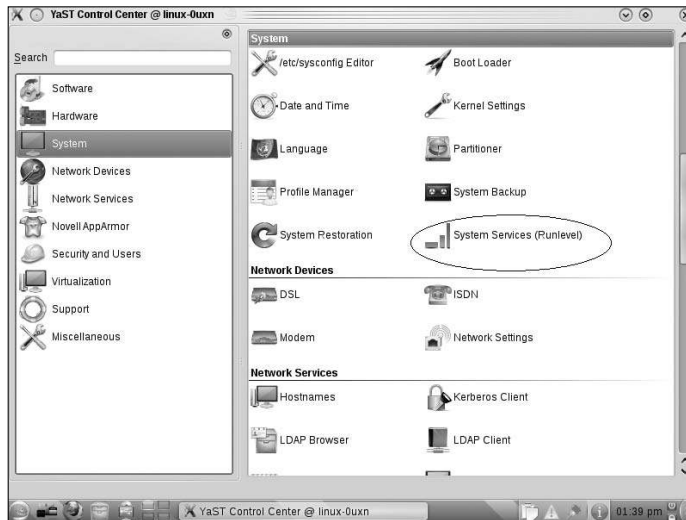 YaST Control Center @ linux-0uxn
Search
Software
Hardware
System
Network Devices
Network Services
Novell AppArmor
Security and Users
Virtualization
Support
Miscellaneous
System
/etc/sysconfig Editor
Boot Loader
Date and Time
Kernel Settings
Language
Partitioner
Profile Manager
System Backup
System Restoration
System Services (Runlevel)
Network Devices
DSL
ISDN
Modem
Network Settings
Network Services
Hostnames
Kerberos Client
LDAP Browser
LDAP Client
YaST Control Center @ linux-0uxn
01:39 pm